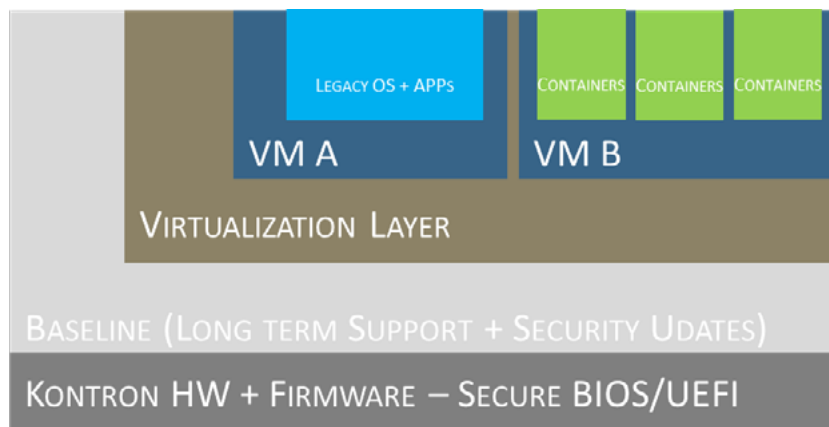 LEGACY OS + APPS
CONTAINERS CONTAINERS CONTAINERS
VM A VM B
VIRTUALIZATION LAYER
BASELINE (LONG TERM SUPPORT + SECURITY UDATES)
KONTRON HW + FIRMWARE – SECURE BIOS/UEFI